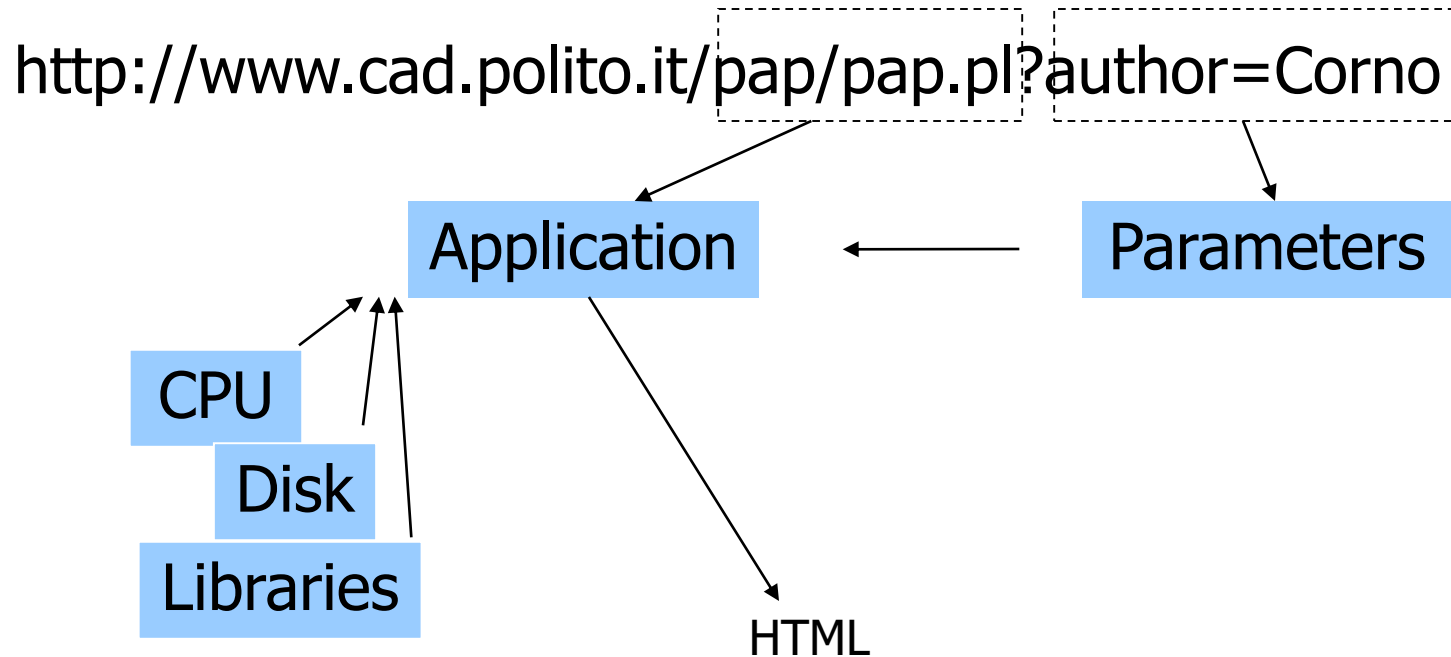 http://www.cad.polito.it/pap/pap.pl?author=Corno
Application
Parameters
CPU
Disk
Libraries
HTML